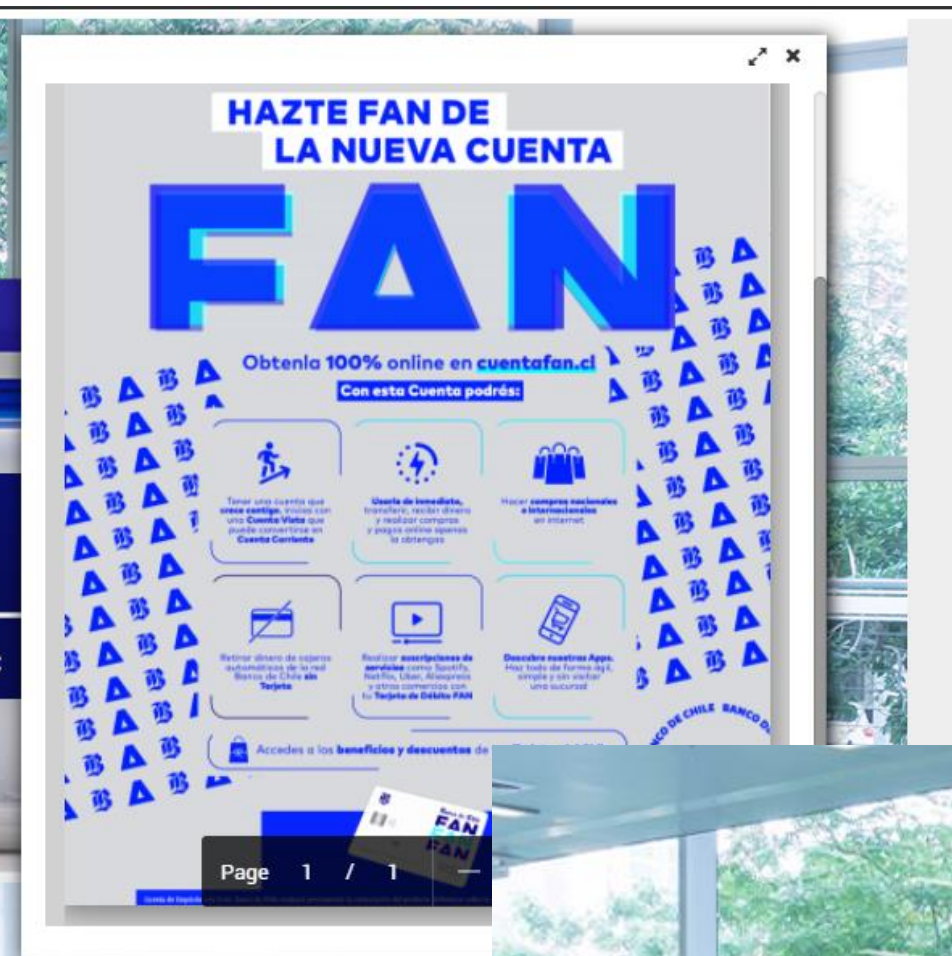 HAZTE FAN DE
LA NUEVA CUENTA
FAN
Obtenla 100% online en cuentafan.cl
Con esta Cuenta podrás:
Tener una cuenta que
crece contigo, inicias con
una Cuenta Vista que
puede convertirse en
Cuenta Corriente
Usarla de inmediato,
transferir, recibir dinero
y realizar compras
y pagos online apenas
la obtengas
Hacer compras nacionales
e internacionales
en internet
Retirar dinero de cajeros
automáticos de la red
Banco de Chile sin
Tarjeta
Realizar suscripciones de
servicios como Spotify,
Netflix, Uber, Aliexpress
y otros comercios con
tu Tarjeta de Débito FAN
Descubre nuestras Apps.
Haz todo de forma ágil,
simple y sin visitar
una sucursal
CO DE CHILE BANCO D
Accedes a los beneficios y descuentos de
Banco de Chile
FAN
FAN
FAN
Page 1 / 1